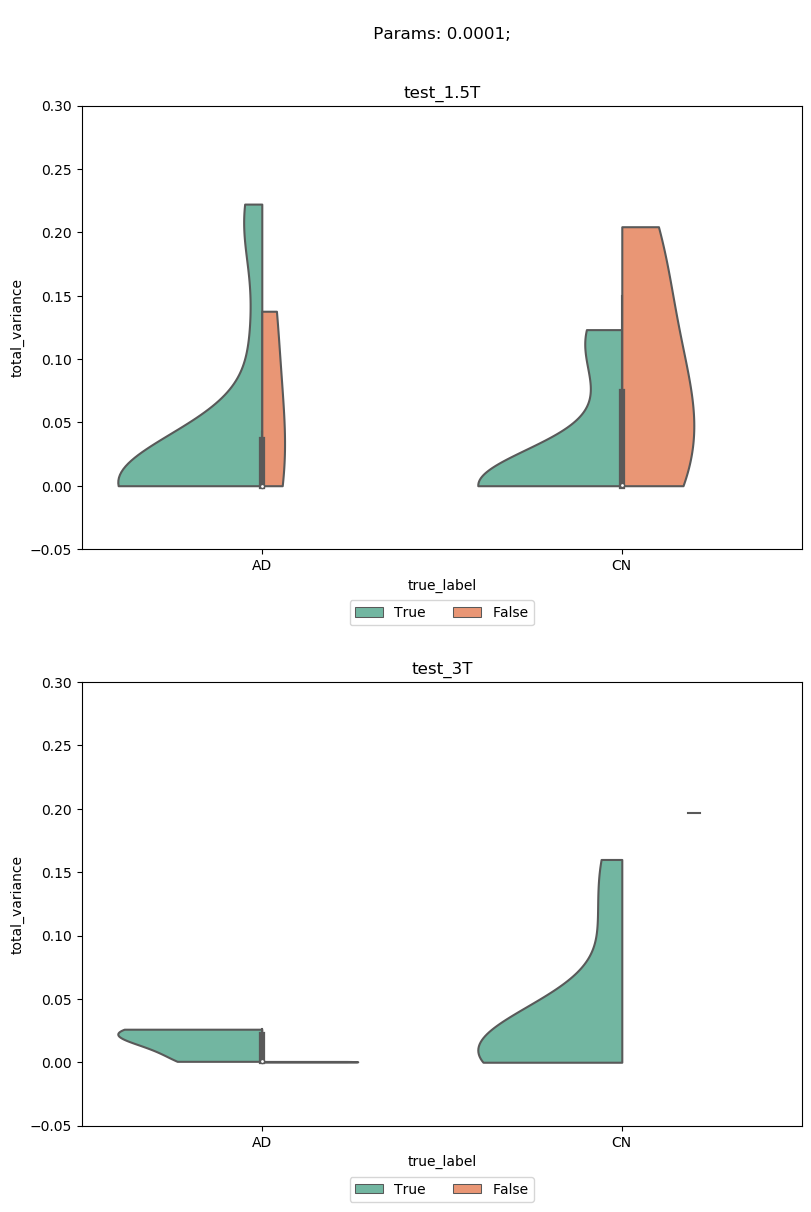 Params: 0.0001;
test_1.5T
0.30
0.25
0.20
0.15
0.10
0.05
0.00
−0.05
total_variance
AD CN
true_label
True False
test_3T
0.30
0.25
0.20
0.15
0.10
0.05
0.00
−0.05
total_variance
AD CN
true_label
True False